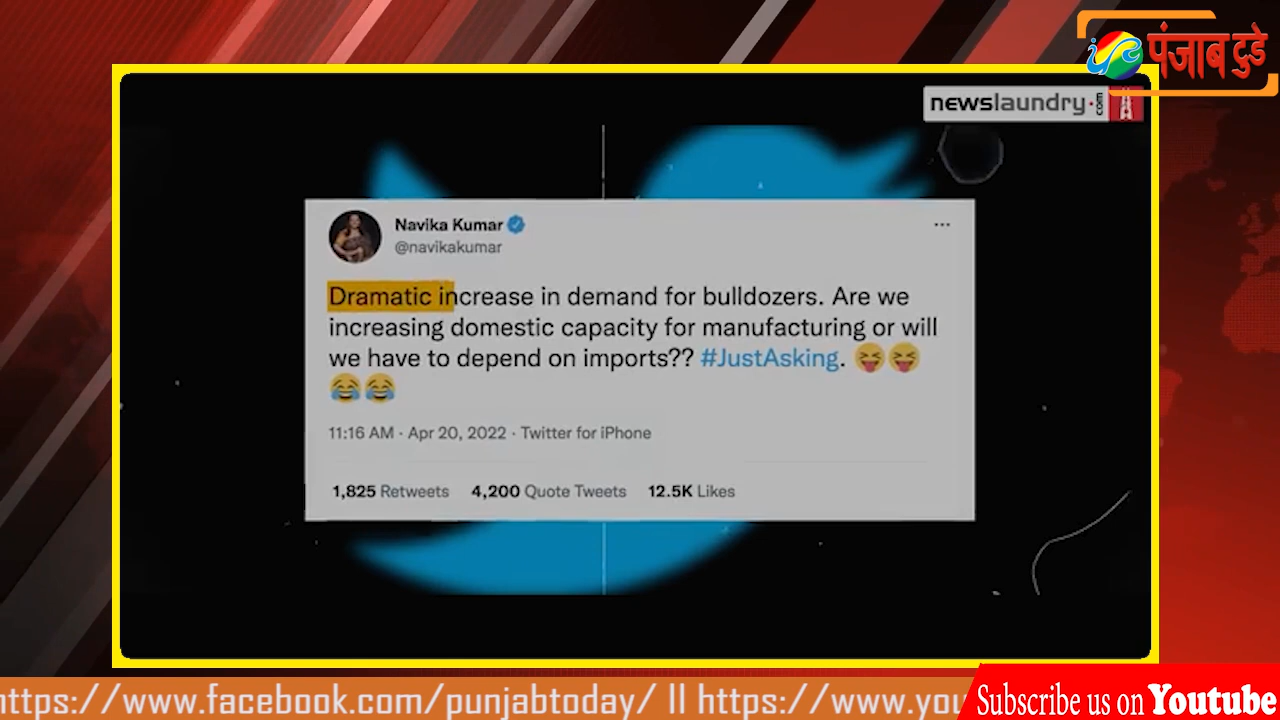 पंजाब टुडे
newslaundry.com
Navika Kumar
@navikakumar
Dramatic increase in demand for bulldozers. Are we
increasing domestic capacity for manufacturing or will
we have to depend on imports?? #JustAsking. 😝😝
😂😂
11:16 AM · Apr 20, 2022 · Twitter for iPhone
1,825 Retweets 4,200 Quote Tweets 12.5K Likes
https://www.facebook.com/punjabtoday/ ll https://www.you
Subscribe us on Youtube